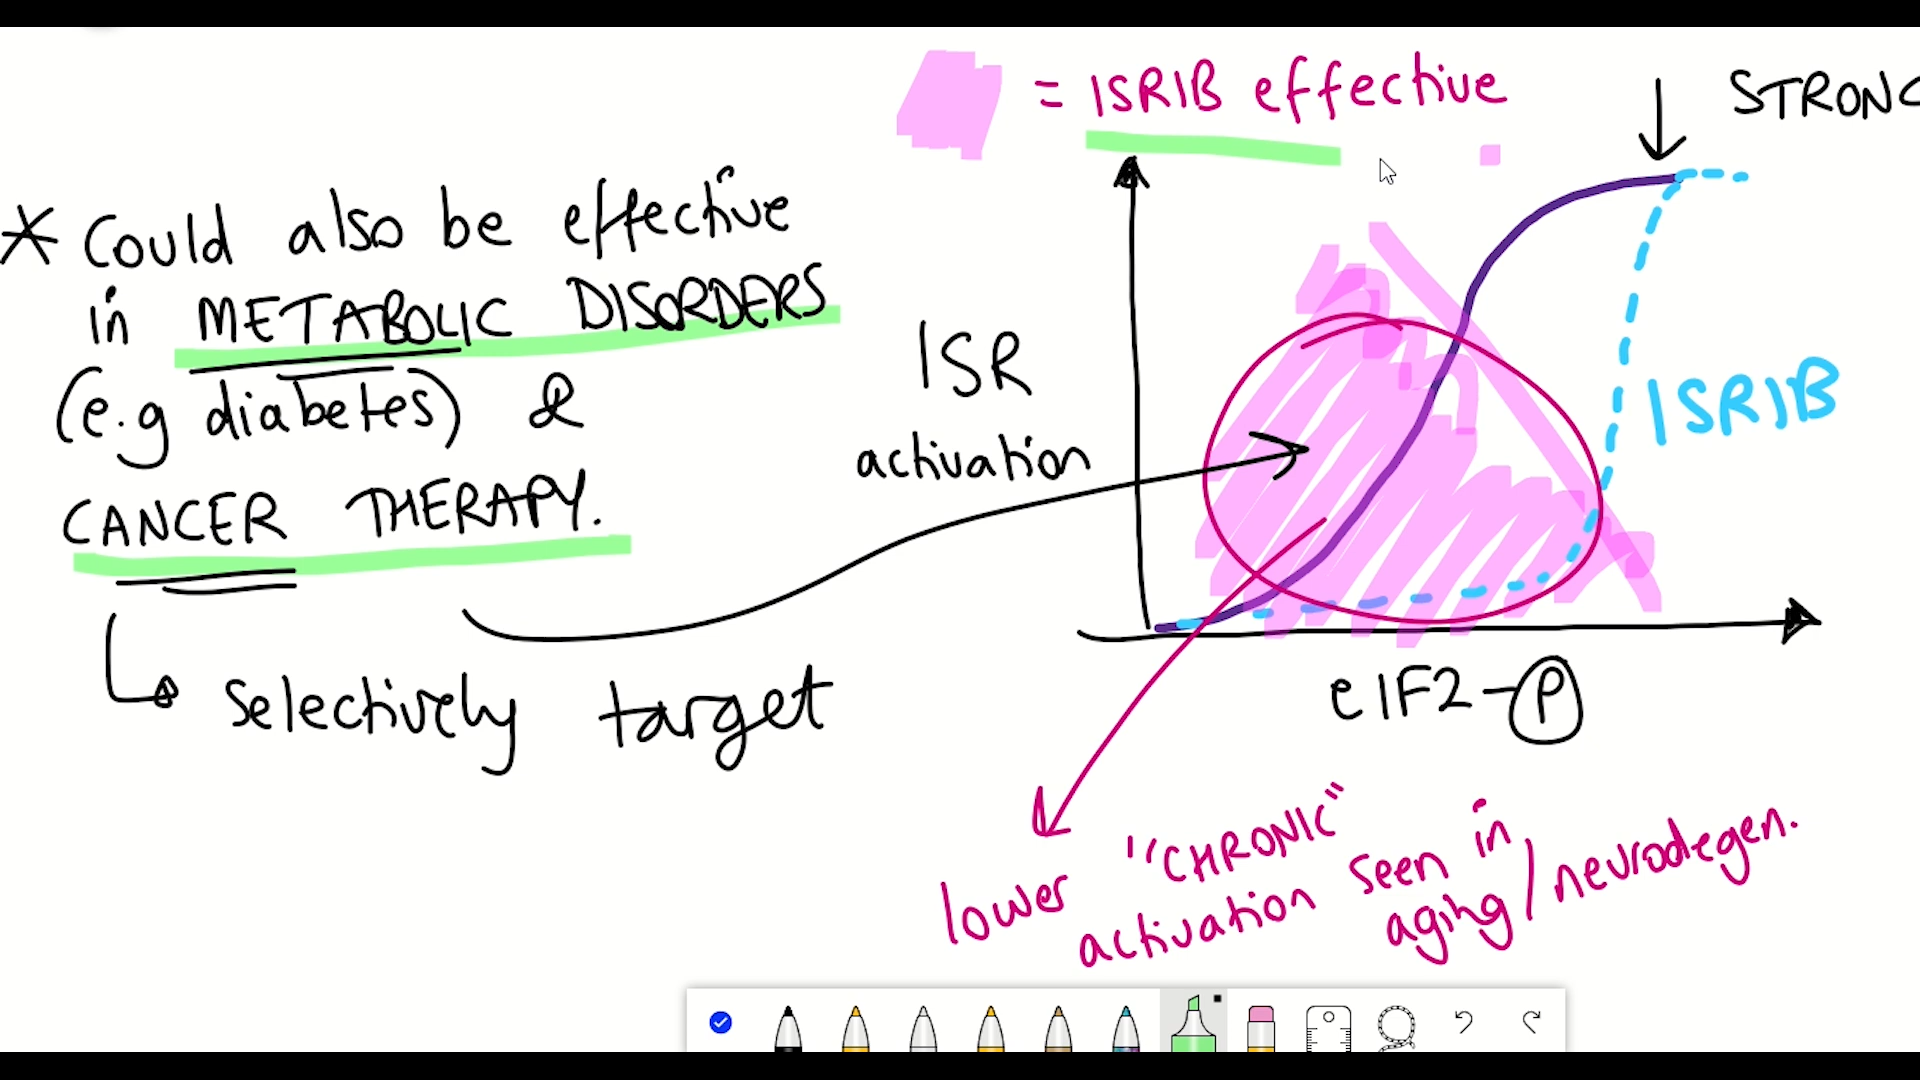 = ISRIB effective
STRONG
* Could also be effective
in METABOLIC DISORDERS
(e.g diabetes) &
CANCER THERAPY.
↳ selectively target
ISR
activation
ISRIB
eIF2-P
lower "CHRONIC"
activation seen in
aging/neurodegen.